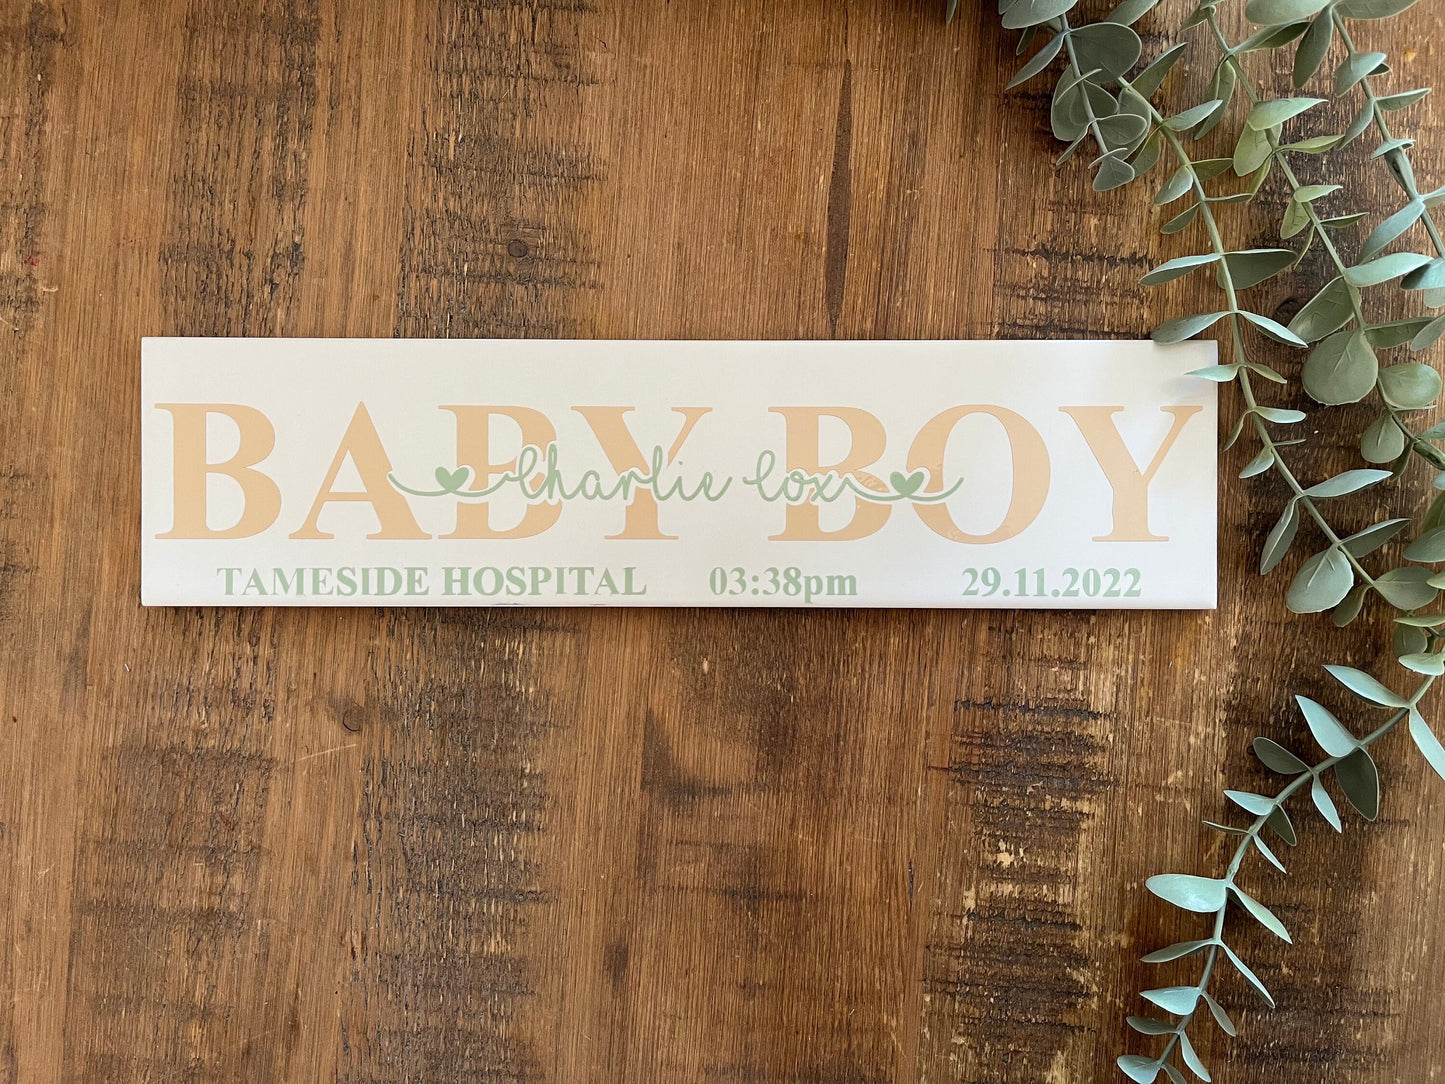 BABY BOY
Charlie Cox
TAMESIDE HOSPITAL 03:38pm 29.11.2022